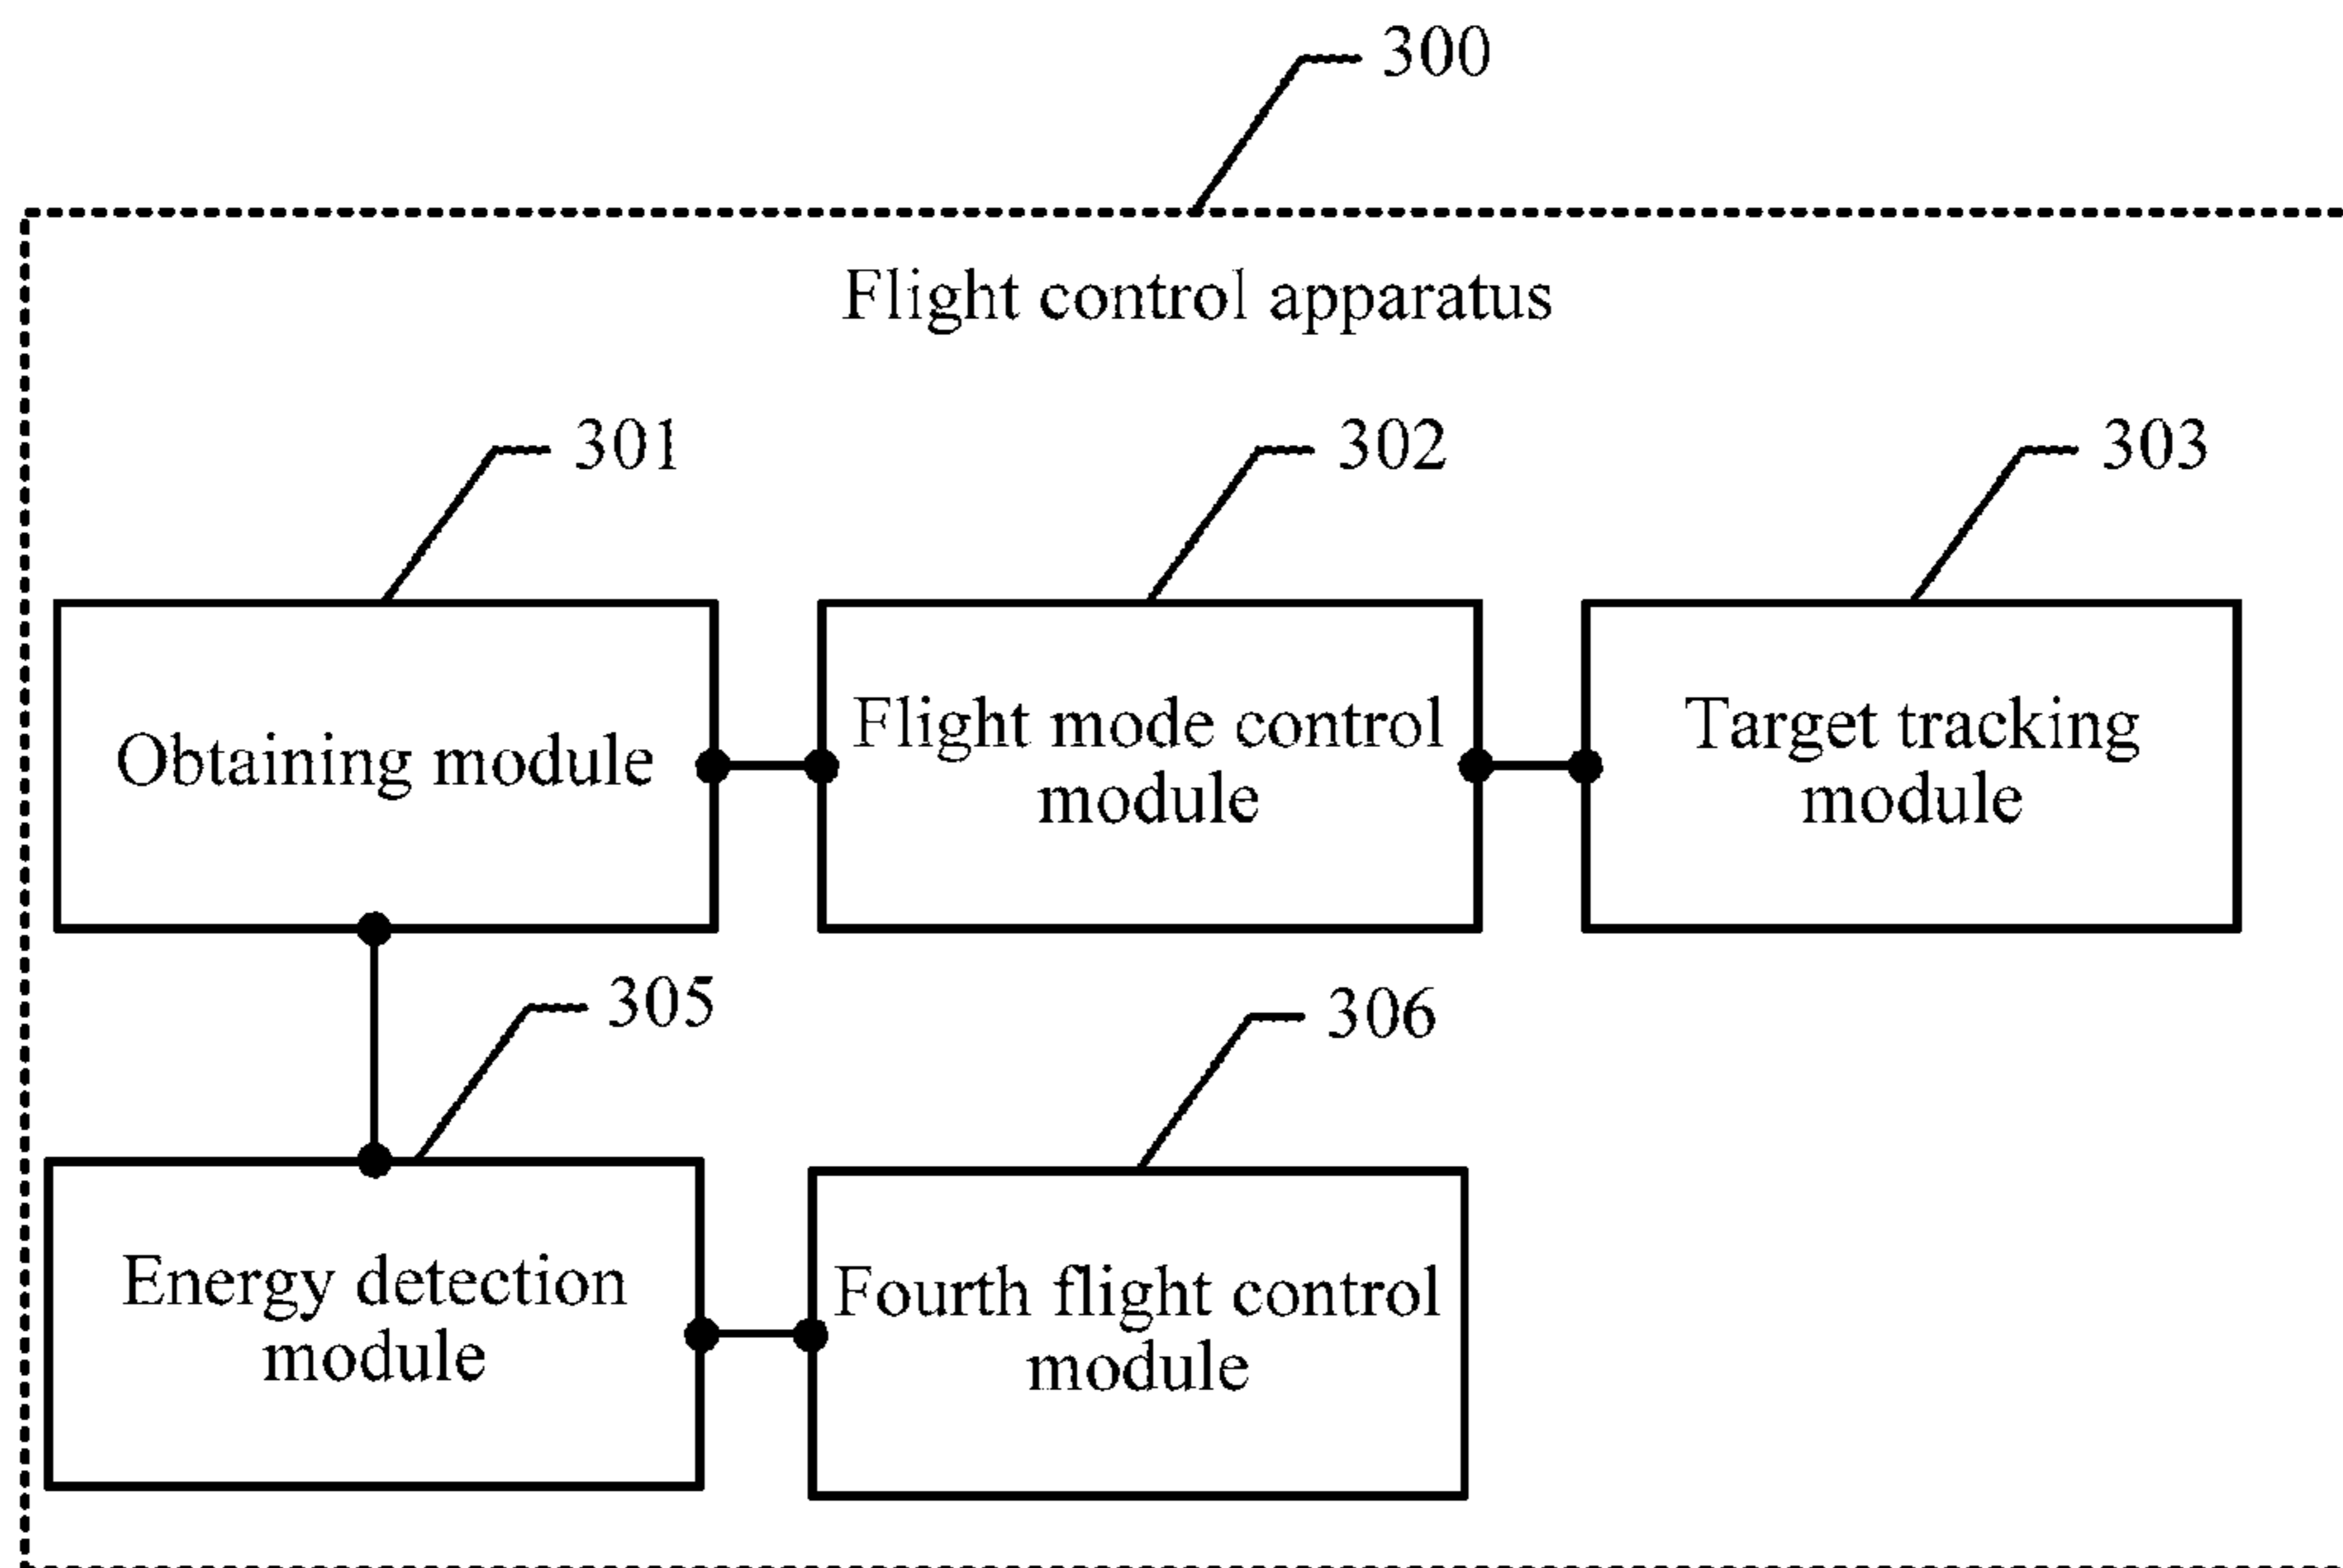 300
Flight control apparatus
301
302
303
Obtaining module
Flight mode control
module
Target tracking
module
305
306
Energy detection
module
Fourth flight control
module